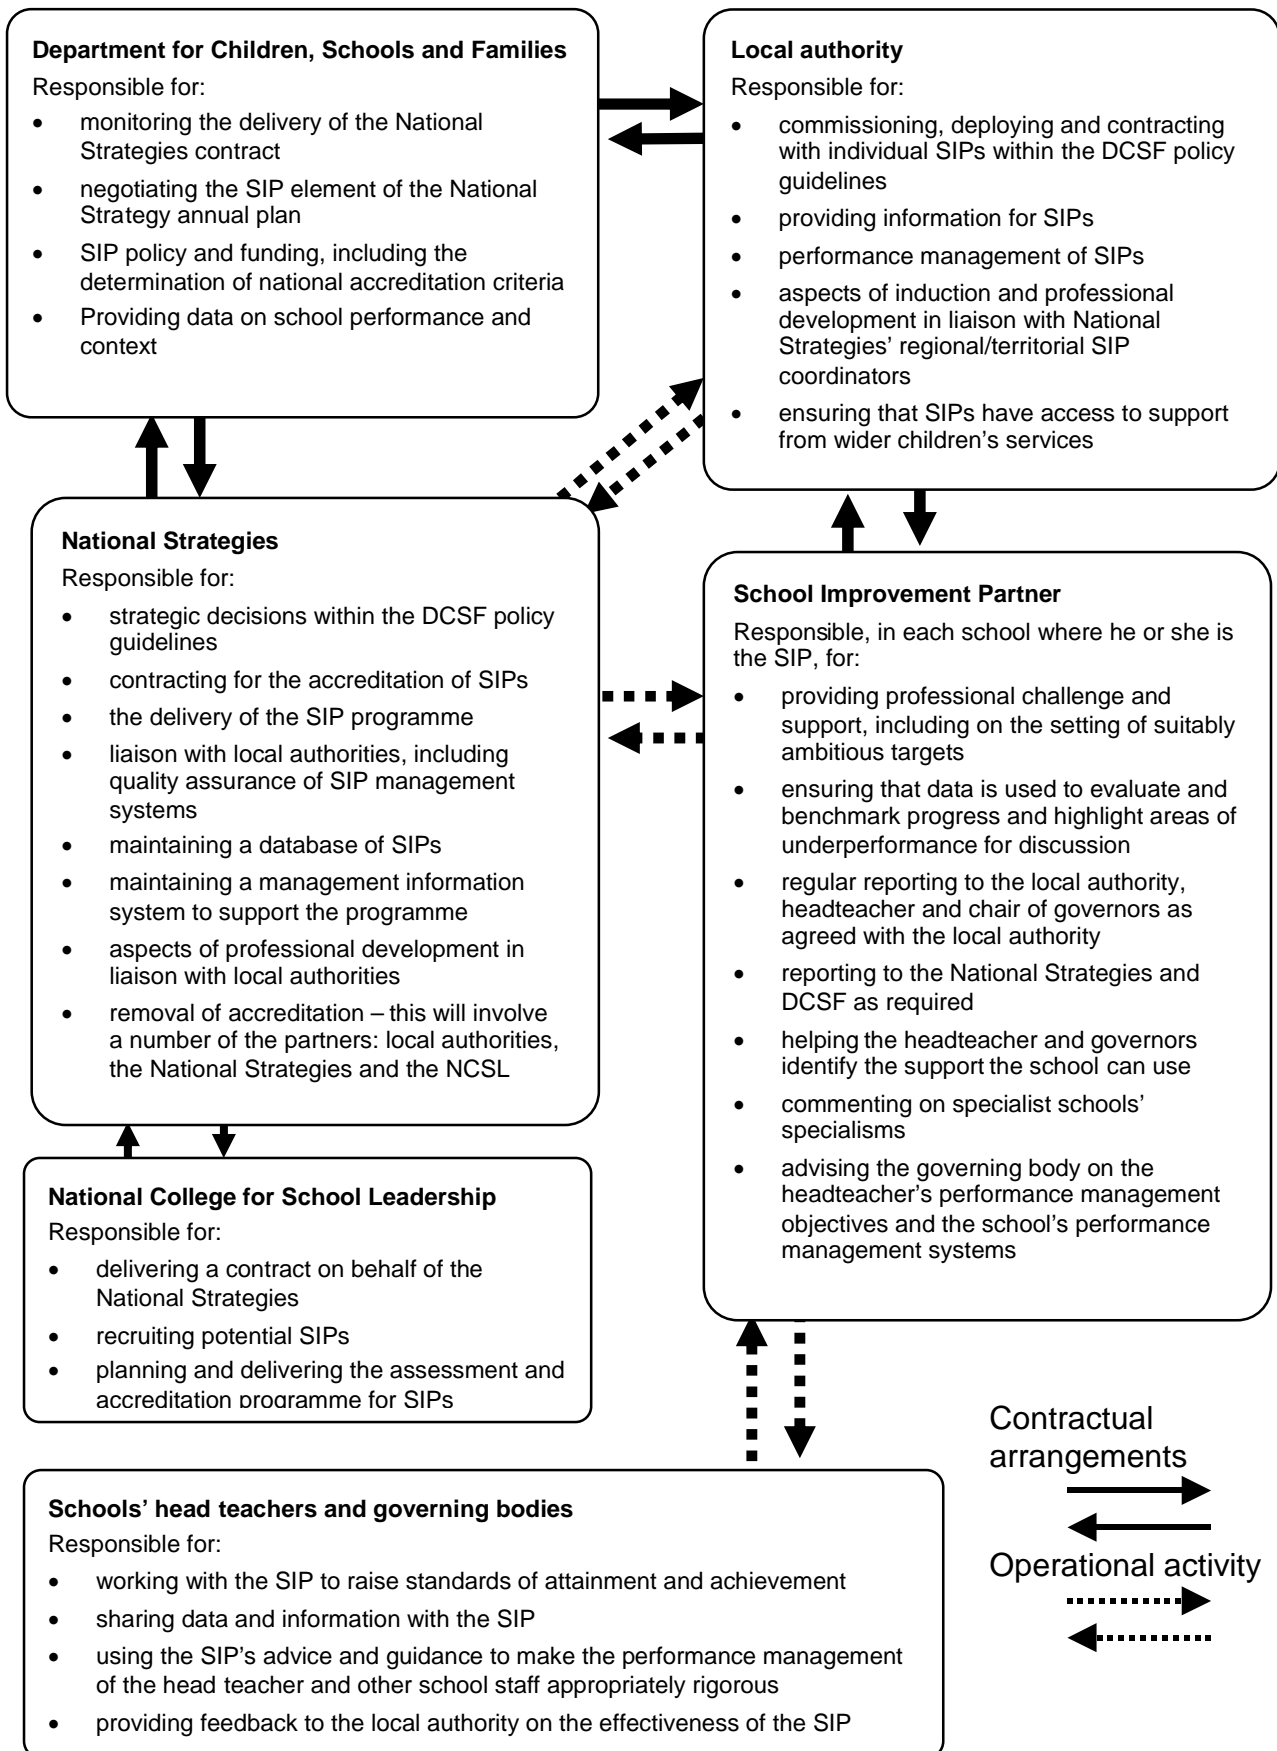 Department for Children, Schools and Families
Responsible for:
• monitoring the delivery of the National
Strategies contract
• negotiating the SIP element of the National
Strategy annual plan
• SIP policy and funding, including the
determination of national accreditation criteria
• Providing data on school performance and
context
Local authority
Responsible for:
• commissioning, deploying and contracting
with individual SIPs within the DCSF policy
guidelines
• providing information for SIPs
• performance management of SIPs
• aspects of induction and professional
development in liaison with National
Strategies’ regional/territorial SIP
coordinators
• ensuring that SIPs have access to support
from wider children’s services
National Strategies
Responsible for:
• strategic decisions within the DCSF policy
guidelines
• contracting for the accreditation of SIPs
• the delivery of the SIP programme
• liaison with local authorities, including
quality assurance of SIP management
systems
• maintaining a database of SIPs
• maintaining a management information
system to support the programme
• aspects of professional development in
liaison with local authorities
• removal of accreditation – this will involve
a number of the partners: local authorities,
the National Strategies and the NCSL
School Improvement Partner
Responsible, in each school where he or she is
the SIP, for:
• providing professional challenge and
support, including on the setting of suitably
ambitious targets
• ensuring that data is used to evaluate and
benchmark progress and highlight areas of
underperformance for discussion
• regular reporting to the local authority,
headteacher and chair of governors as
agreed with the local authority
• reporting to the National Strategies and
DCSF as required
• helping the headteacher and governors
identify the support the school can use
• commenting on specialist schools’
specialisms
• advising the governing body on the
headteacher’s performance management
objectives and the school’s performance
management systems
National College for School Leadership
Responsible for:
• delivering a contract on behalf of the
National Strategies
• recruiting potential SIPs
• planning and delivering the assessment and
accreditation programme for SIPs
Contractual
arrangements
Operational activity
Schools’ head teachers and governing bodies
Responsible for:
• working with the SIP to raise standards of attainment and achievement
• sharing data and information with the SIP
• using the SIP’s advice and guidance to make the performance management
of the head teacher and other school staff appropriately rigorous
• providing feedback to the local authority on the effectiveness of the SIP